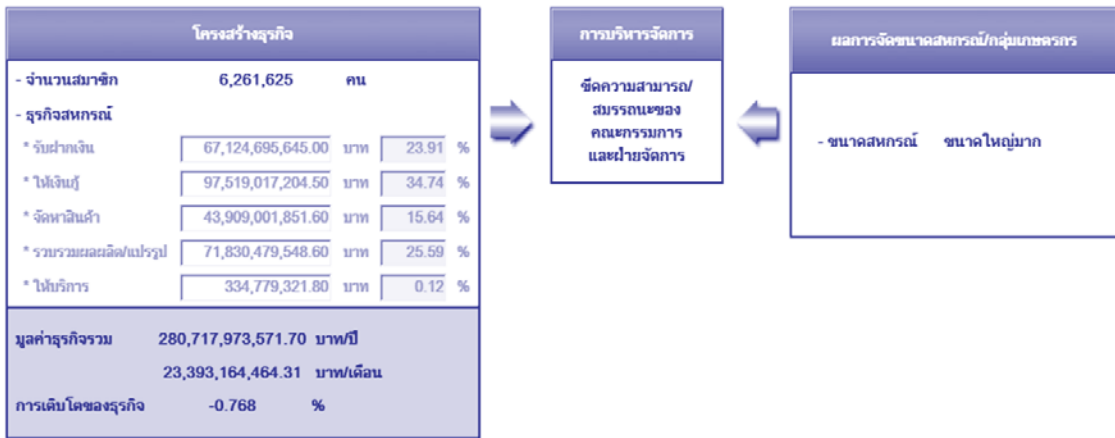 โครงสร้างธุรกิจ
- จำนวนสมาชิก 6,261,625 คน
- ธุรกิจสหกรณ์
* รับฝากเงิน 67,124,695,645.00 บาท 23.91 %
* ให้เงินกู้ 97,519,017,204.50 บาท 34.74 %
* จัดหาสินค้า 43,909,001,851.60 บาท 15.64 %
* รวบรวมผลผลิต/แปรรูป 71,830,479,548.60 บาท 25.59 %
* ให้บริการ 334,779,321.80 บาท 0.12 %
มูลค่าธุรกิจรวม 280,717,973,571.70 บาท/ปี
23,393,164,464.31 บาท/เดือน
การเติบโตของธุรกิจ -0.768 %
การบริหารจัดการ
ขีดความสามารถ/
สมรรถนะของ
คณะกรรมการ
และฝ่ายจัดการ
ผลการจัดขนาดสหกรณ์/กลุ่มเกษตรกร
- ขนาดสหกรณ์ ขนาดใหญ่มาก